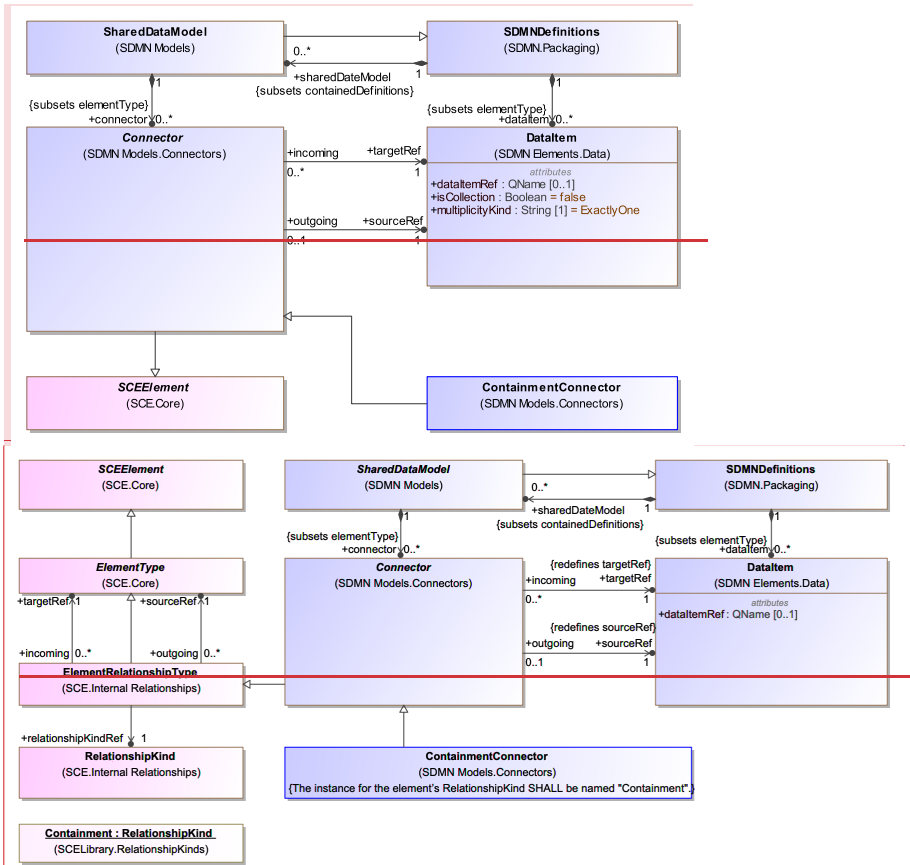 SharedDataModel
(SDMN Models)
SDMNDefinitions
(SDMN.Packaging)
0..*
1
+sharedDateModel
{subsets containedDefinitions}
1
{subsets elementType}
+connector
0..*
1
{subsets elementType}
+dataItem
0..*
Connector
(SDMN Models.Connectors)
+incoming
+targetRef
0..*
1
+outgoing
+sourceRef
0..1
1
DataItem
(SDMN Elements.Data)
attributes
+dataItemRef : QName [0..1]
+isCollection : Boolean = false
+multiplicityKind : String [1] = ExactlyOne
SCEElement
(SCE.Core)
ContainmentConnector
(SDMN Models.Connectors)
SCEElement
(SCE.Core)
SharedDataModel
(SDMN Models)
SDMNDefinitions
(SDMN.Packaging)
0..*
1
+sharedDateModel
{subsets containedDefinitions}
1
{subsets elementType}
+connector
0..*
1
{subsets elementType}
+dataItem
0..*
ElementType
(SCE.Core)
+targetRef
1
+sourceRef
1
+incoming
0..*
+outgoing
0..*
ElementRelationshipType
(SCE.Internal Relationships)
Connector
(SDMN Models.Connectors)
{redefines targetRef}
+incoming
+targetRef
0..*
1
{redefines sourceRef}
+outgoing
+sourceRef
0..1
1
DataItem
(SDMN Elements.Data)
attributes
+dataItemRef : QName [0..1]
+relationshipKindRef
1
RelationshipKind
(SCE.Internal Relationships)
ContainmentConnector
(SDMN Models.Connectors)
{The instance for the element's RelationshipKind SHALL be named "Containment".}
Containment : RelationshipKind
(SCELibrary.RelationshipKinds)